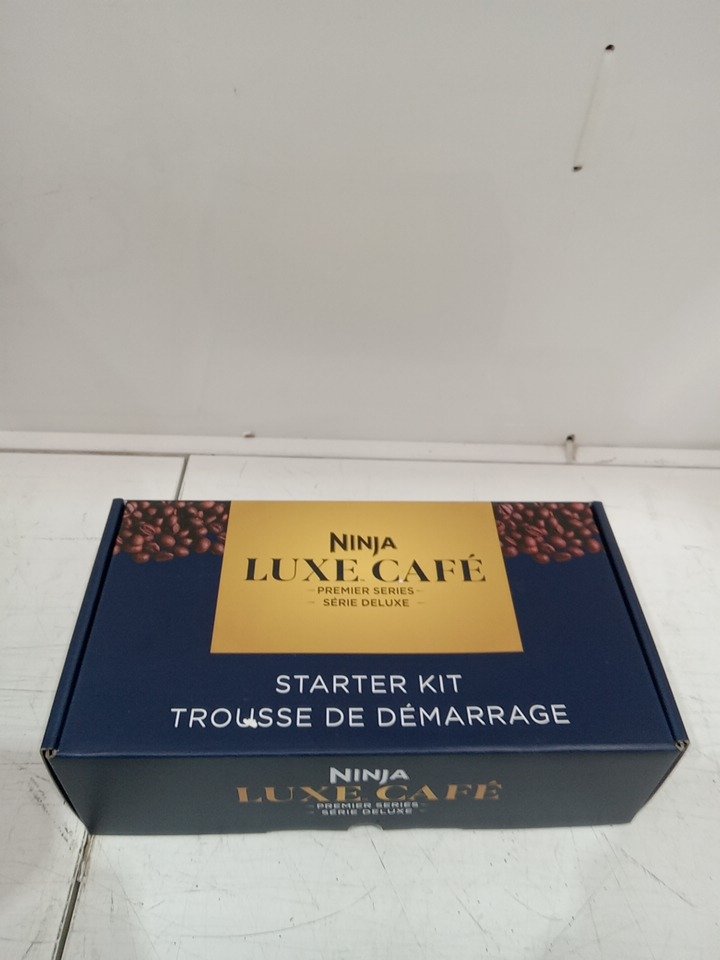 NINJA
LUXE CAFÉ
PREMIER SERIES
SÉRIE DELUXE
STARTER KIT
TROUSSE DE DÉMARRAGE
NINJA
LUXE CAFÉ
PREMIER SERIES
SÉRIE DELUXE